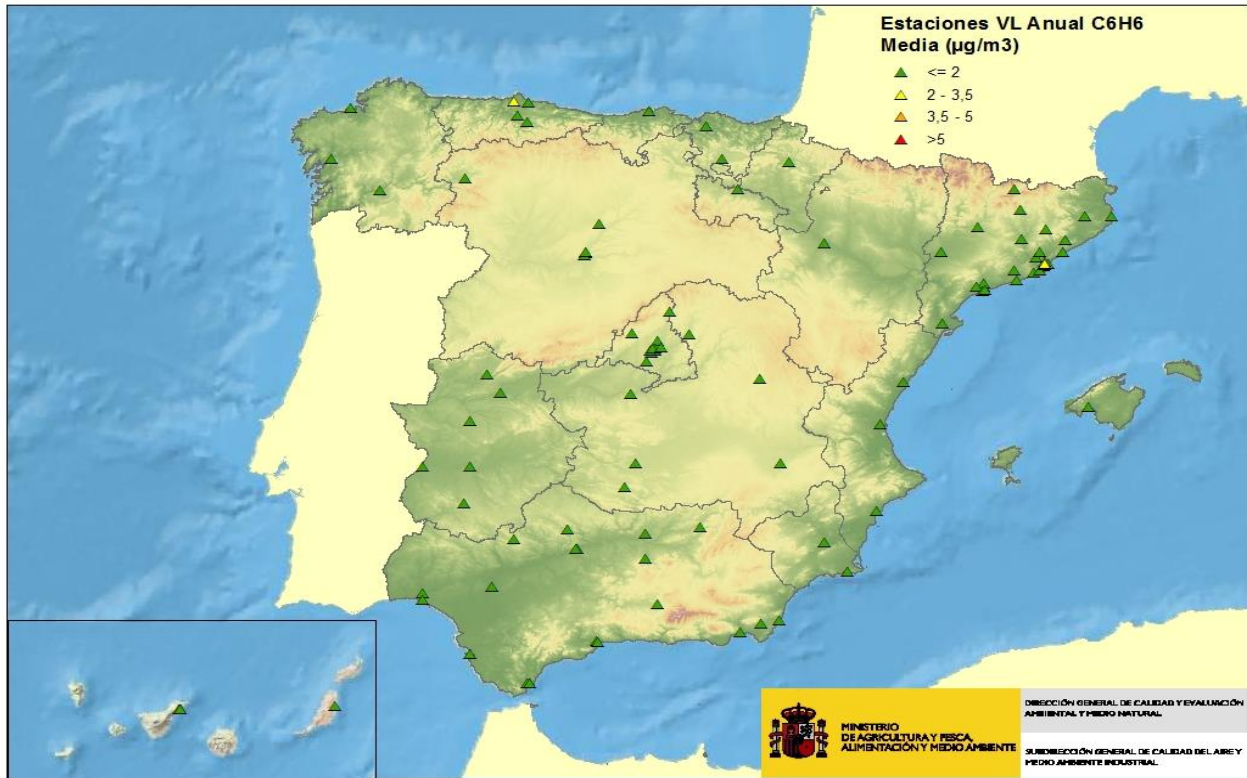 Estaciones VL Anual C6H6
Media (µg/m3)
<= 2
2 - 3,5
3,5 - 5
>5
MINISTERIO
DE AGRICULTURA Y PESCA,
ALIMENTACIÓN Y MEDIO AMBIENTE
DIRECCIÓN GENERAL DE CALIDAD Y EVALUACIÓN
AMBIENTAL Y MEDIO NATURAL
SUBDIRECCIÓN GENERAL DE CALIDAD DEL AIRE Y
MEDIO AMBIENTE INDUSTRIAL